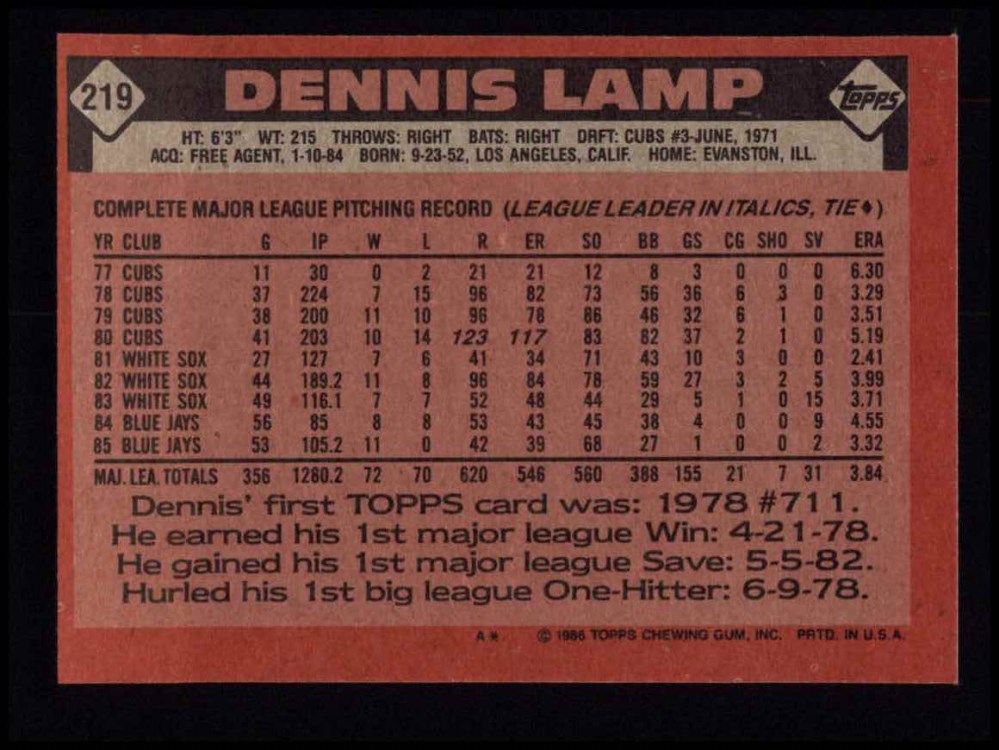 219 DENNIS LAMP topps
HT: 6'3" WT: 215 THROWS: RIGHT BATS: RIGHT DRFT: CUBS #3-JUNE, 1971
ACQ: FREE AGENT, 1-10-84 BORN: 9-23-52, LOS ANGELES, CALIF. HOME: EVANSTON, ILL.
COMPLETE MAJOR LEAGUE PITCHING RECORD (LEAGUE LEADER IN ITALICS, TIE♦)
YR CLUB G IP W L R ER SO BB GS CG SHO SV ERA
77 CUBS 11 30 0 2 21 21 12 8 3 0 0 0 6.30
78 CUBS 37 224 7 15 96 82 73 56 36 6 3 0 3.29
79 CUBS 38 200 11 10 96 78 86 46 32 6 1 0 3.51
80 CUBS 41 203 10 14 123 117 83 82 37 2 1 0 5.19
81 WHITE SOX 27 127 7 6 41 34 71 43 10 3 0 0 2.41
82 WHITE SOX 44 189.2 11 8 96 84 78 59 27 3 2 5 3.99
83 WHITE SOX 49 116.1 7 7 52 48 44 29 5 1 0 15 3.71
84 BLUE JAYS 56 85 8 8 53 43 45 38 4 0 0 9 4.55
85 BLUE JAYS 53 105.2 11 0 42 39 68 27 1 0 0 2 3.32
MAJ. LEA. TOTALS 356 1280.2 72 70 620 546 560 388 155 21 7 31 3.84
Dennis' first TOPPS card was: 1978 #711.
He earned his 1st major league Win: 4-21-78.
He gained his 1st major league Save: 5-5-82.
Hurled his 1st big league One-Hitter: 6-9-78.
A* © 1986 TOPPS CHEWING GUM, INC. PRTD. IN U.S.A.